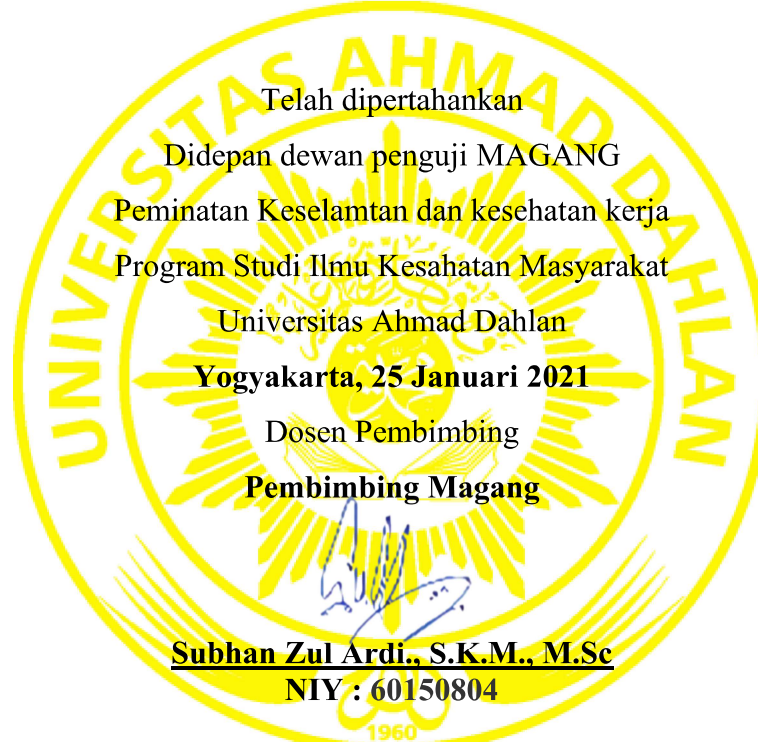 UNIVERSITAS AHMAD DAHLAN
Telah dipertahankan
Didepan dewan penguji MAGANG
Peminatan Keselamtan dan kesehatan kerja
Program Studi Ilmu Kesahatan Masyarakat
Universitas Ahmad Dahlan
Yogyakarta, 25 Januari 2021
Dosen Pembimbing
Pembimbing Magang
Subhan Zul Ardi., S.K.M., M.Sc
NIY : 60150804
1960